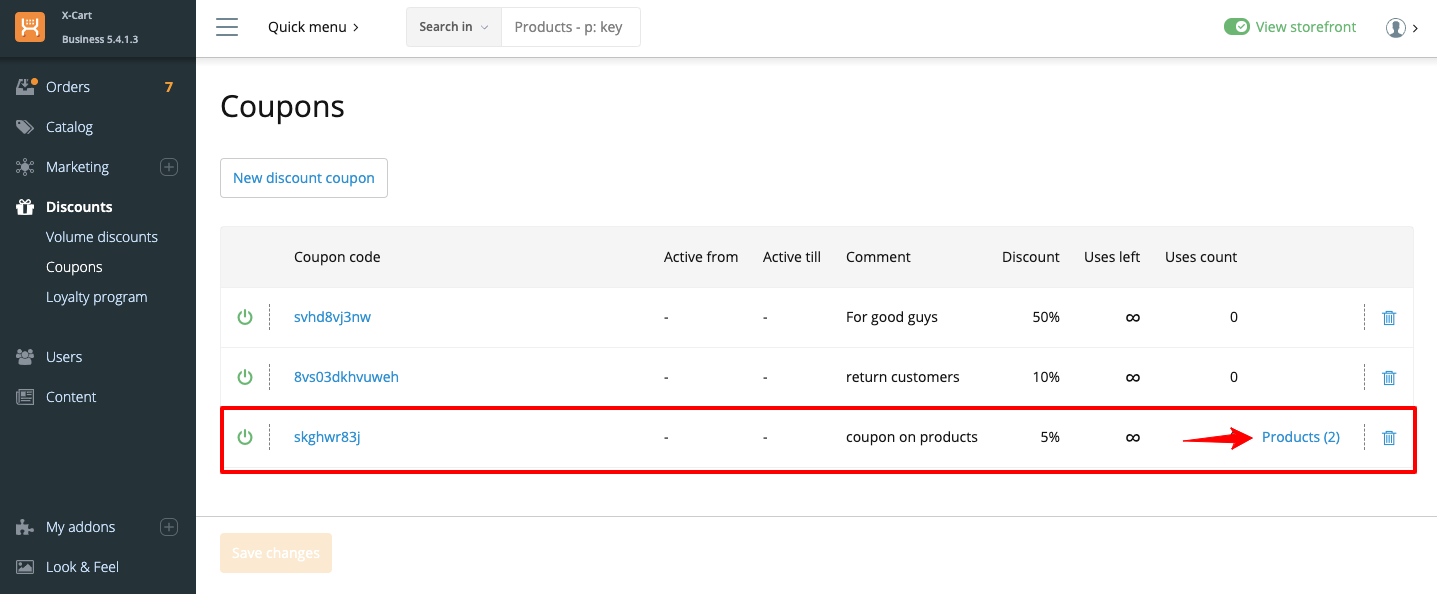 X-Cart
Business 5.4.1.3
Quick menu
Search in
Products - p: key
View storefront
Orders 7
Catalog
Marketing
Discounts
Volume discounts
Coupons
Loyalty program
Users
Content
My addons
Look & Feel
Coupons
New discount coupon
Coupon code Active from Active till Comment Discount Uses left Uses count
svhd8vj3nw - - For good guys 50% ∞ 0
8vs03dkhvuweh - - return customers 10% ∞ 0
skghwr83j - - coupon on products 5% ∞ Products (2)
Save changes